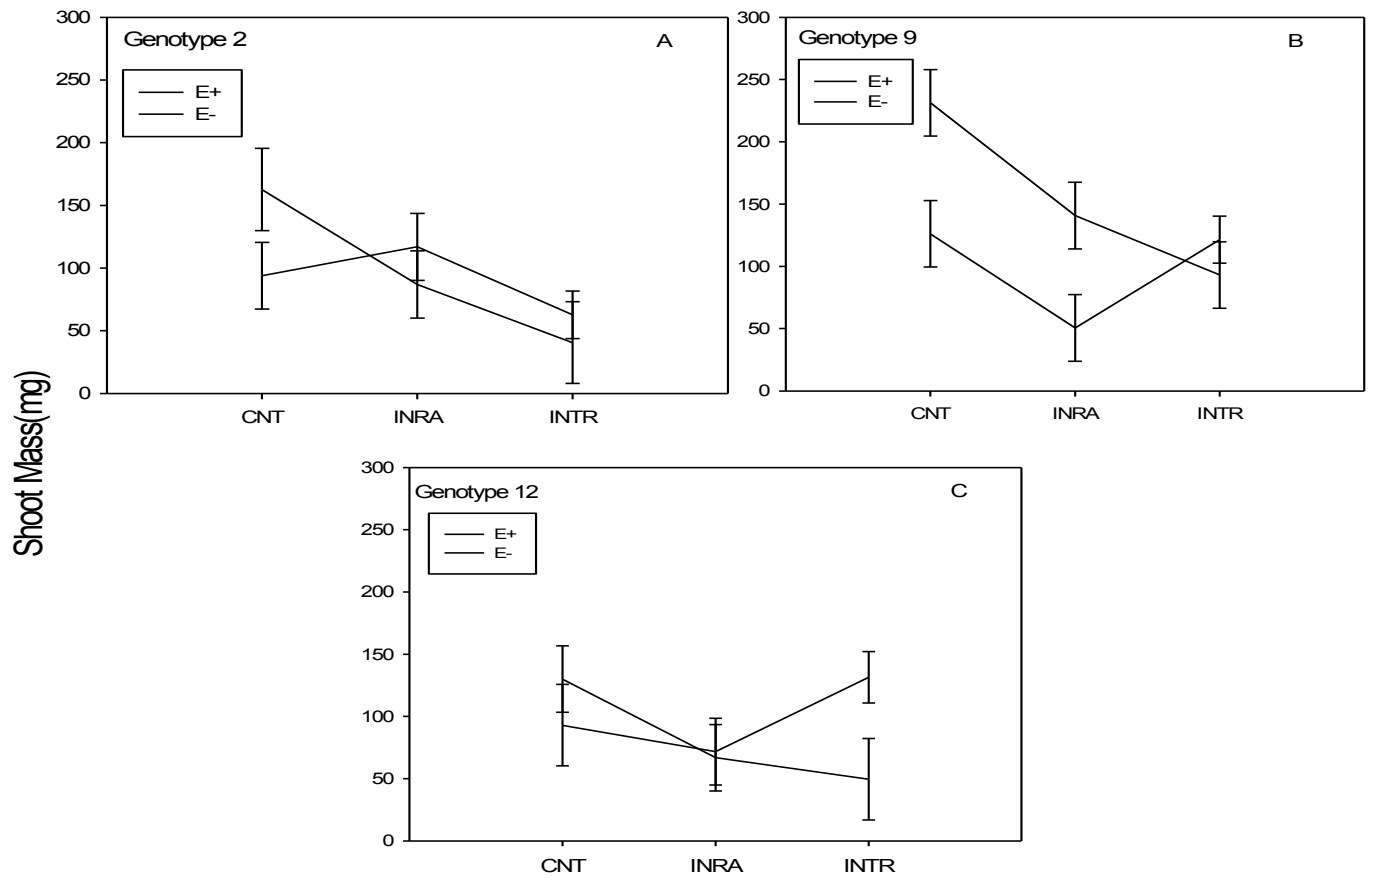 Shoot Mass(mg)
Genotype 2
A
E+
E-
300
250
200
150
100
50
0
CNT
INRA
INTR
Genotype 9
B
E+
E-
300
250
200
150
100
50
0
CNT
INRA
INTR
Genotype 12
C
E+
E-
300
250
200
150
100
50
0
CNT
INRA
INTR